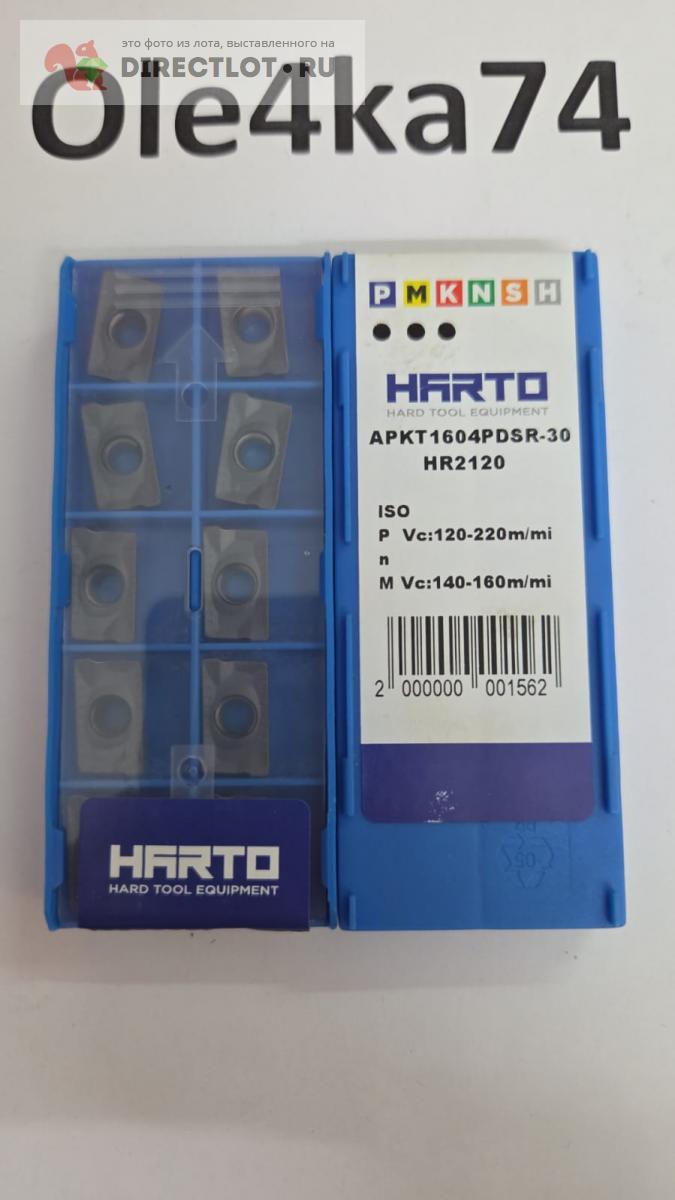 это фото из лота, выставленного на
DIRECTLOT.RU
Ole4ka74
P M K N S H
HARTO
HARD TOOL EQUIPMENT
APKT1604PDSR-30
HR2120
ISO
P Vc:120-220m/mi
n
M Vc:140-160m/mi
2 000000 001562
HARTO
HARD TOOL EQUIPMENT
05